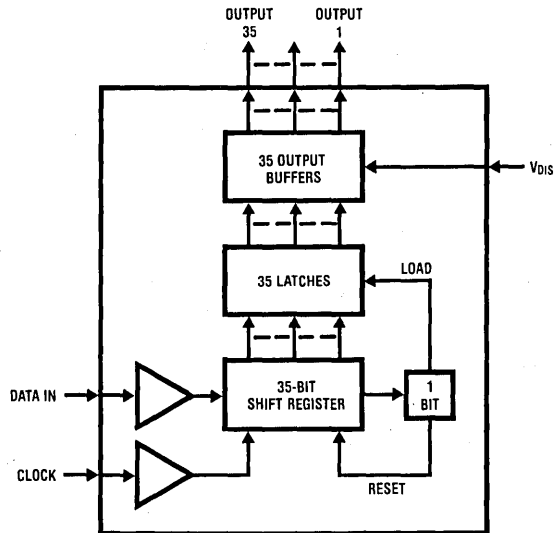 OUTPUT OUTPUT
35 1
35 OUTPUT
BUFFERS
VDIS
35 LATCHES
LOAD
DATA IN
35-BIT
SHIFT REGISTER
1
BIT
CLOCK
RESET